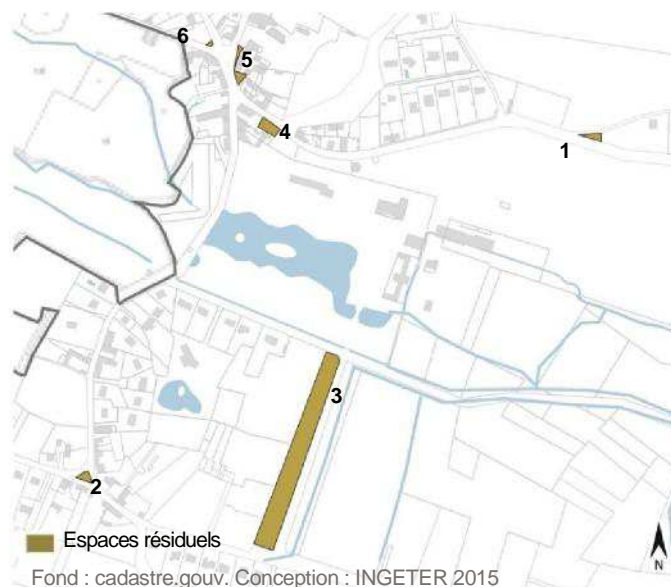 6
5
4
1
3
2
Espaces résiduels
N
Fond : cadastre.gouv. Conception : INGETER 2015